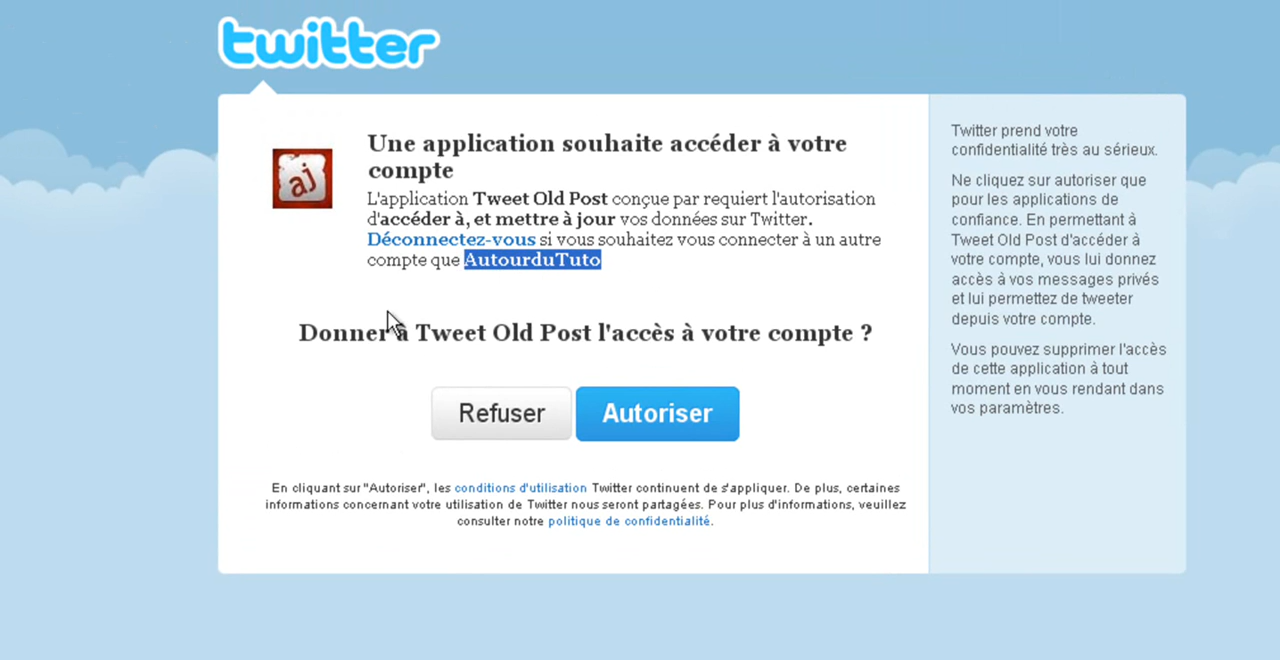 twitter
aj
Une application souhaite accéder à votre
compte
L'application Tweet Old Post conçue par requiert l'autorisation
d'accéder à, et mettre à jour vos données sur Twitter.
Déconnectez-vous si vous souhaitez vous connecter à un autre
compte que AutourduTuto
Donner à Tweet Old Post l'accès à votre compte ?
Refuser Autoriser
En cliquant sur "Autoriser", les conditions d'utilisation Twitter continuent de s'appliquer. De plus, certaines
informations concernant votre utilisation de Twitter nous seront partagées. Pour plus d'informations, veuillez
consulter notre politique de confidentialité.
Twitter prend votre
confidentialité très au sérieux.
Ne cliquez sur autoriser que
pour les applications de
confiance. En permettant à
Tweet Old Post d'accéder à
votre compte, vous lui donnez
accès à vos messages privés
et lui permettez de tweeter
depuis votre compte.
Vous pouvez supprimer l'accès
de cette application à tout
moment en vous rendant dans
vos paramètres.